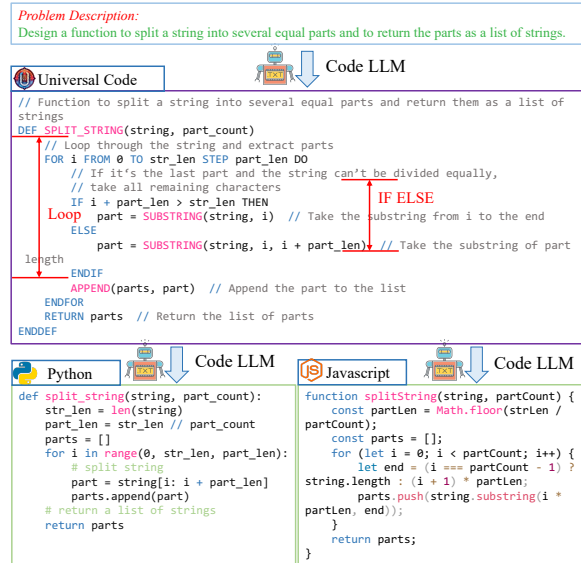 Problem Description:
Design a function to split a string into several equal parts and to return the parts as a list of strings.
TXT
Code LLM
Universal Code
// Function to split a string into several equal parts and return them as a list of
strings
DEF SPLIT_STRING(string, part_count)
// Loop through the string and extract parts
FOR i FROM 0 TO str_len STEP part_len DO
// If it's the last part and the string can't be divided equally,
// take all remaining characters
IF i + part_len > str_len THEN
Loop
IF ELSE
part = SUBSTRING(string, i) // Take the substring from i to the end
ELSE
part = SUBSTRING(string, i, i + part_len) // Take the substring of part
length
ENDIF
APPEND(parts, part) // Append the part to the list
ENDFOR
RETURN parts // Return the list of parts
ENDDEF
TXT
Code LLM
TXT
Code LLM
Python
def split_string(string, part_count):
str_len = len(string)
part_len = str_len // part_count
parts = []
for i in range(0, str_len, part_len):
# split string
part = string[i: i + part_len]
parts.append(part)
# return a list of strings
return parts
JS
Javascript
function splitString(string, partCount) {
const partLen = Math.floor(strLen /
partCount);
const parts = [];
for (let i = 0; i < partCount; i++) {
let end = (i === partCount - 1) ?
string.length : (i + 1) * partLen;
parts.push(string.substring(i *
partLen, end));
}
return parts;
}